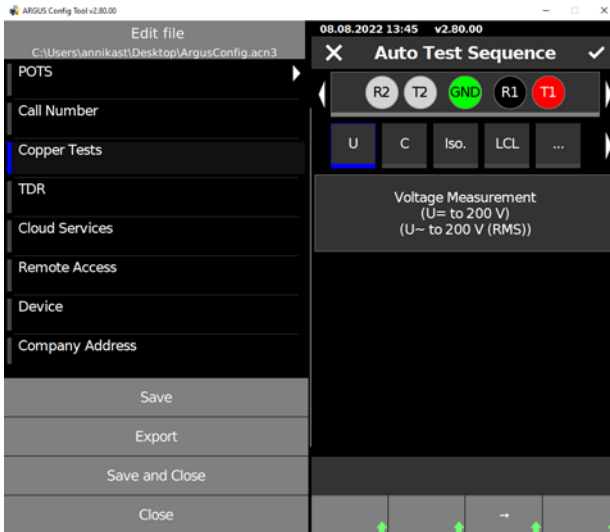 ARGUS Config Tool v2.80.00
Edit file
C:\Users\annikast\Desktop\ArgusConfig.acn3
POTS
Call Number
Copper Tests
TDR
Cloud Services
Remote Access
Device
Company Address
Save
Export
Save and Close
Close
08.08.2022 13:45 v2.80.00
Auto Test Sequence
R2 T2 GND R1 T1
U C Iso. LCL ...
Voltage Measurement
(U= to 200 V)
(U~ to 200 V (RMS))
→